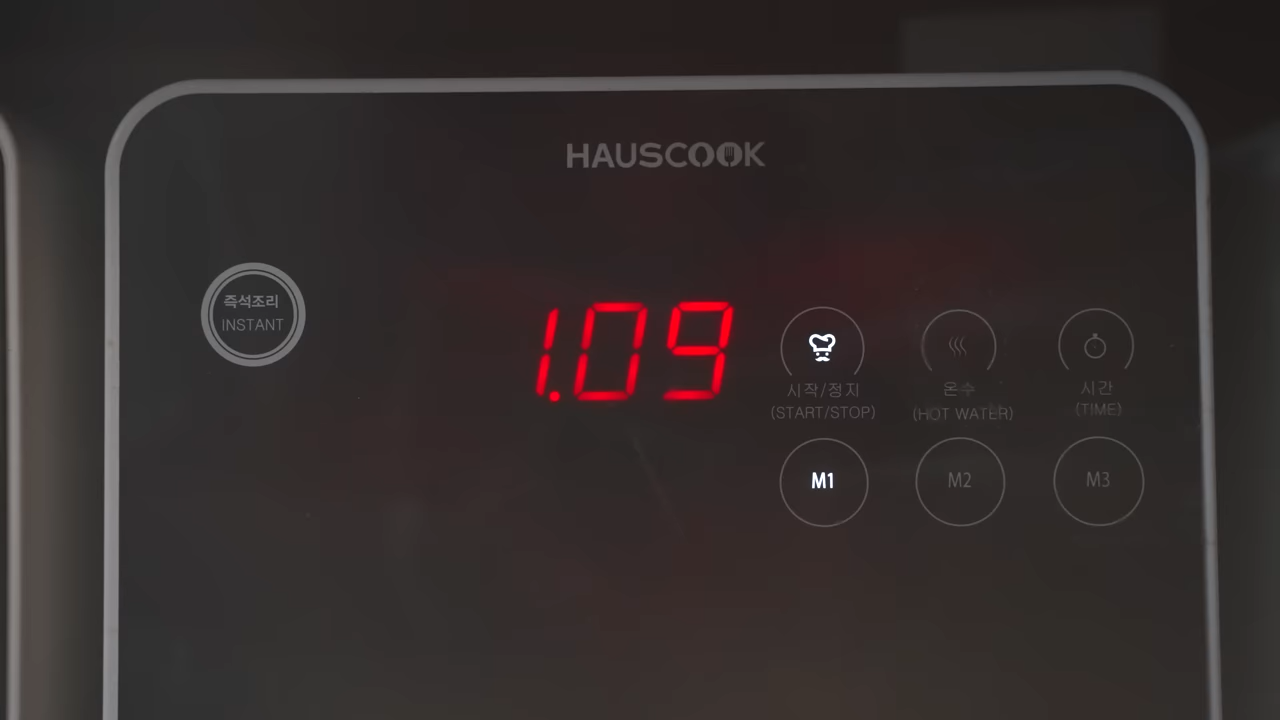 HAUSCOOK
즉석조리
INSTANT
1.09
시작/정지
(START/STOP)
온수
(HOT WATER)
시간
(TIME)
M1
M2
M3